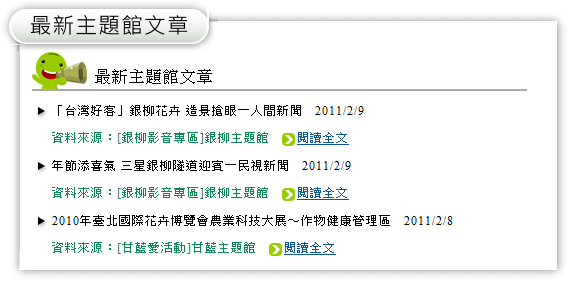 最新主題館文章
最新主題館文章
「台灣好客」銀柳花卉 造景搶眼－人間新聞 2011/2/9
資料來源：[銀柳影音專區]銀柳主題館 閱讀全文
年節添喜氣 三星銀柳隧道迎賓－民視新聞 2011/2/9
資料來源：[銀柳影音專區]銀柳主題館 閱讀全文
2010年臺北國際花卉博覽會農業科技大展～作物健康管理區 2011/2/8
資料來源：[甘藍愛活動]甘藍主題館 閱讀全文